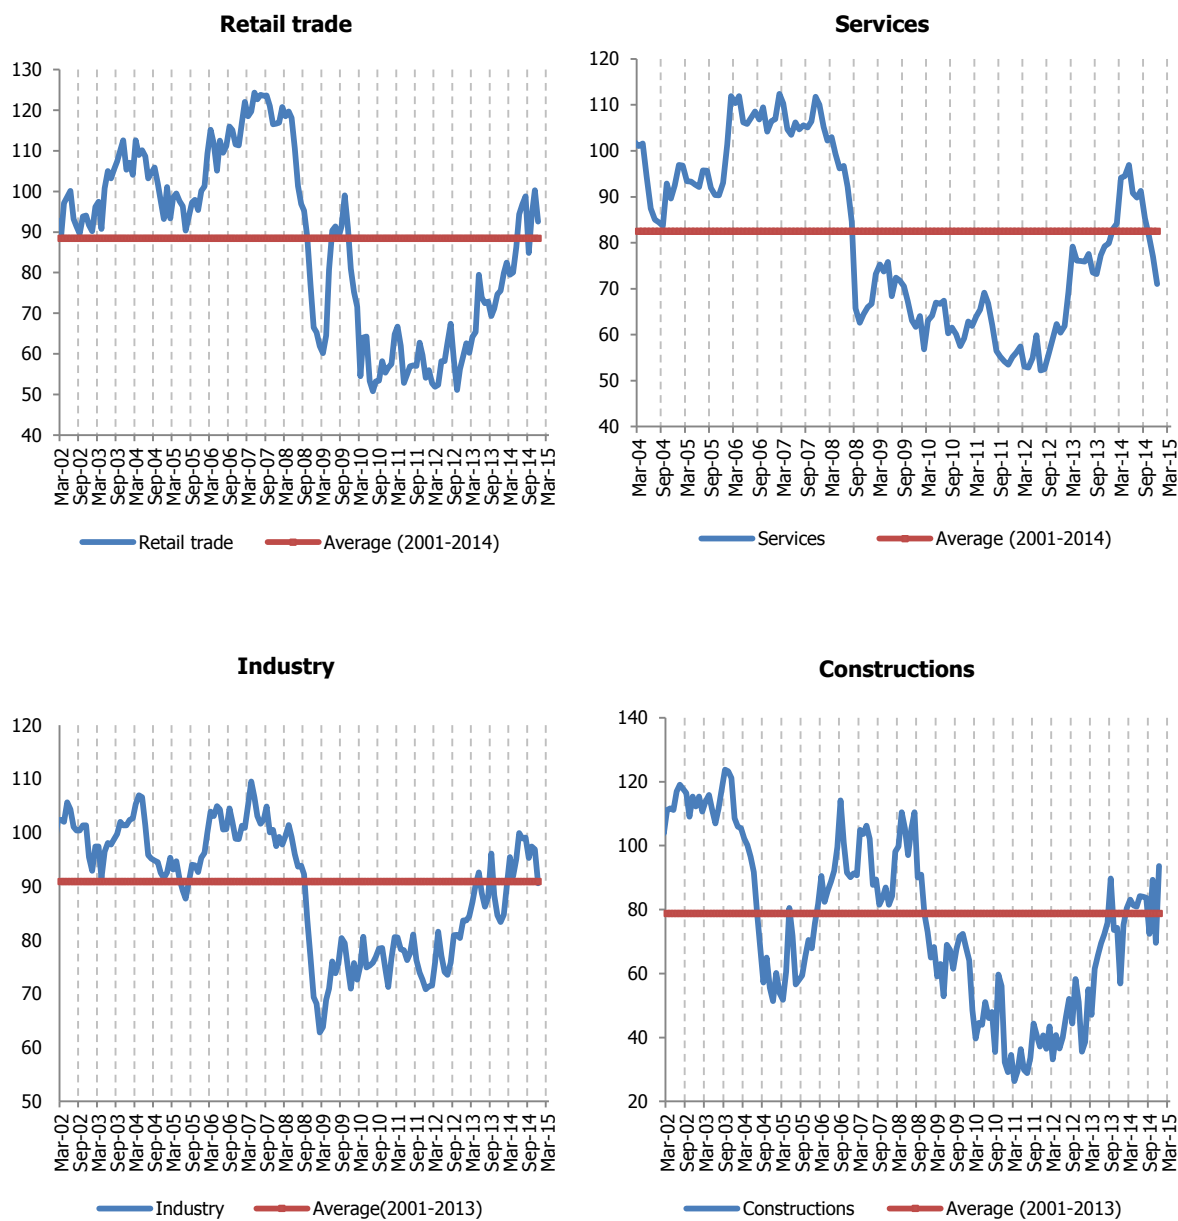 Retail trade
130
120
110
100
90
80
70
60
50
40
Mar-02
Sep-02
Mar-03
Sep-03
Mar-04
Sep-04
Mar-05
Sep-05
Mar-06
Sep-06
Mar-07
Sep-07
Mar-08
Sep-08
Mar-09
Sep-09
Mar-10
Sep-10
Mar-11
Sep-11
Mar-12
Sep-12
Mar-13
Sep-13
Mar-14
Sep-14
Mar-15
Retail trade Average (2001-2014)
Services
120
110
100
90
80
70
60
50
40
Mar-04
Sep-04
Mar-05
Sep-05
Mar-06
Sep-06
Mar-07
Sep-07
Mar-08
Sep-08
Mar-09
Sep-09
Mar-10
Sep-10
Mar-11
Sep-11
Mar-12
Sep-12
Mar-13
Sep-13
Mar-14
Sep-14
Mar-15
Services Average (2001-2014)
Industry
120
110
100
90
80
70
60
50
Mar-02
Sep-02
Mar-03
Sep-03
Mar-04
Sep-04
Mar-05
Sep-05
Mar-06
Sep-06
Mar-07
Sep-07
Mar-08
Sep-08
Mar-09
Sep-09
Mar-10
Sep-10
Mar-11
Sep-11
Mar-12
Sep-12
Mar-13
Sep-13
Mar-14
Sep-14
Mar-15
Industry Average(2001-2013)
Constructions
140
120
100
80
60
40
20
Mar-02
Sep-02
Mar-03
Sep-03
Mar-04
Sep-04
Mar-05
Sep-05
Mar-06
Sep-06
Mar-07
Sep-07
Mar-08
Sep-08
Mar-09
Sep-09
Mar-10
Sep-10
Mar-11
Sep-11
Mar-12
Sep-12
Mar-13
Sep-13
Mar-14
Sep-14
Mar-15
Constructions Average (2001-2013)